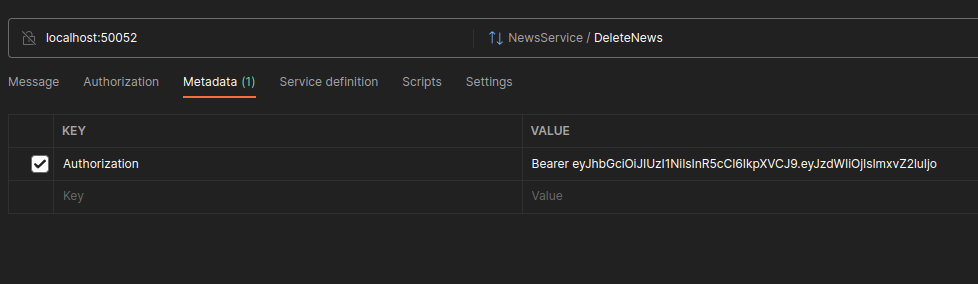 localhost:50052
NewsService / DeleteNews
Message Authorization Metadata (1) Service definition Scripts Settings
KEY VALUE
Authorization Bearer eyJhbGciOiJIUzI1NiIsInR5cCI6IkpXVCJ9.eyJzdWIiOjIsImxvZ2luIjo
Key Value